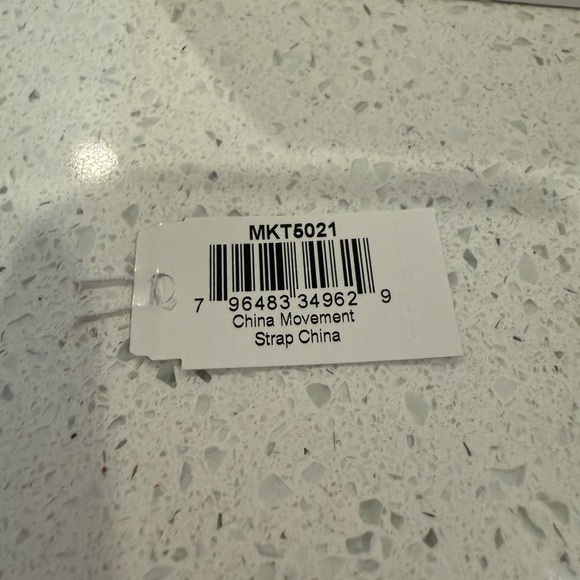 MKT5021
7 96483 34962 9
China Movement
Strap China